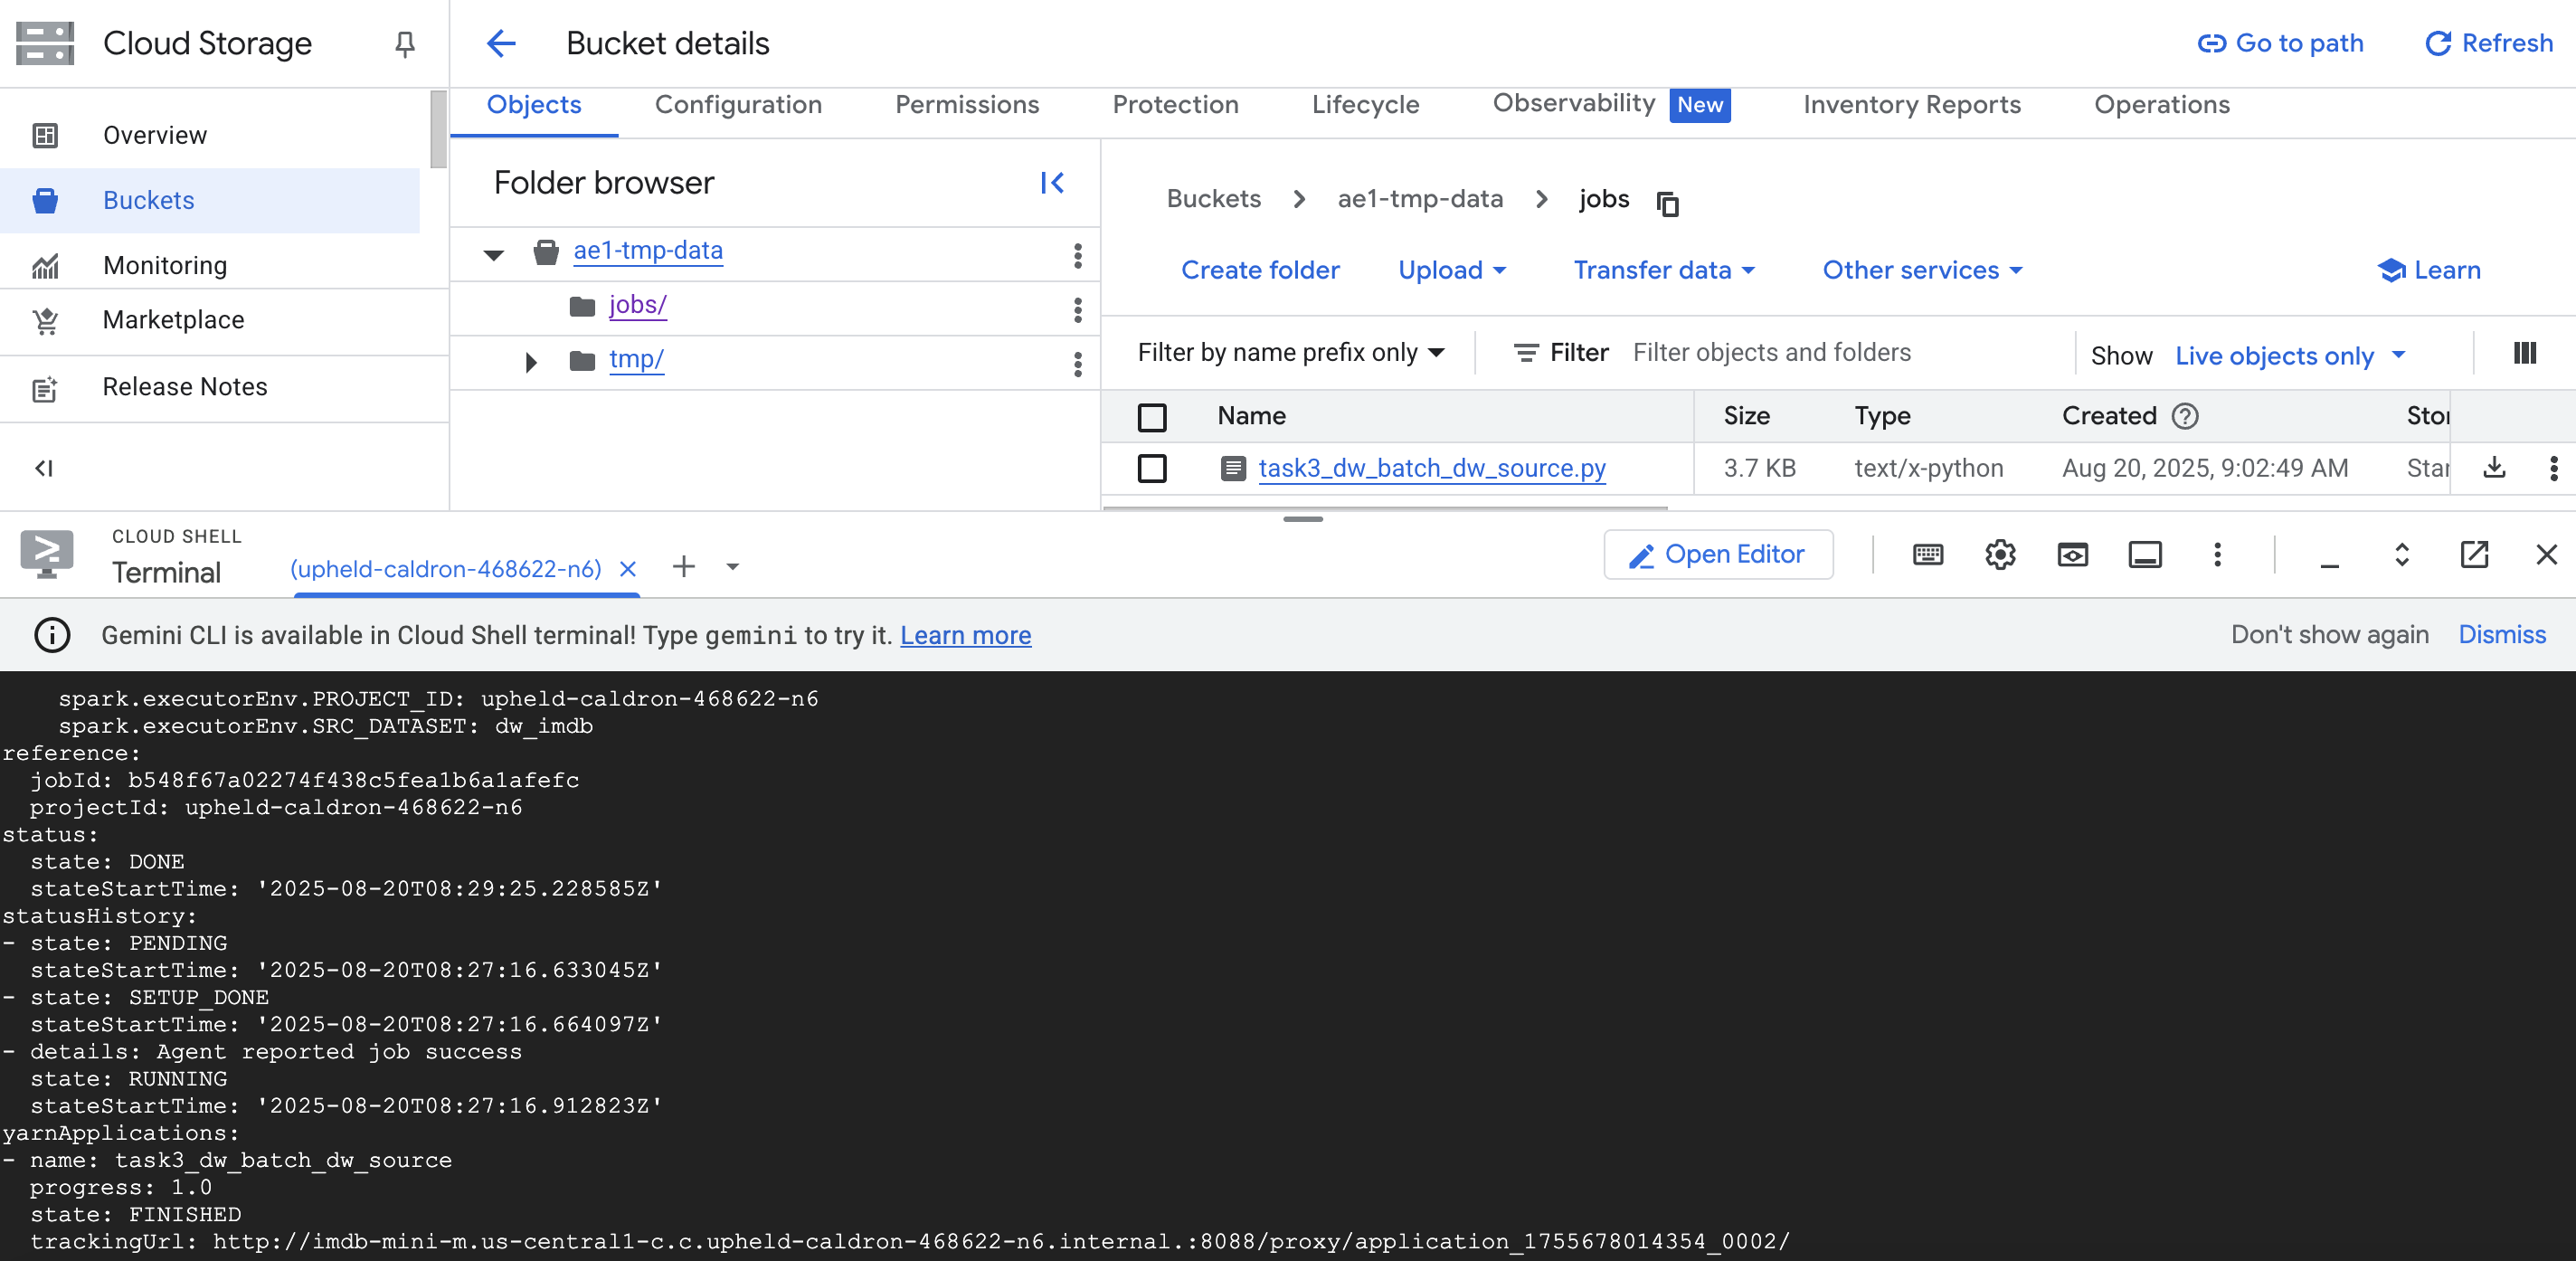 Cloud Storage
Bucket details
Go to path
Refresh
Overview
Buckets
Monitoring
Marketplace
Release Notes
Objects
Configuration
Permissions
Protection
Lifecycle
Observability
New
Inventory Reports
Operations
Folder browser
ae1-tmp-data
jobs/
tmp/
Buckets
ae1-tmp-data
jobs
Create folder
Upload
Transfer data
Other services
Learn
Filter by name prefix only
Filter
Filter objects and folders
Show
Live objects only
Name
Size
Type
Created
Stor
task3_dw_batch_dw_source.py
3.7 KB
text/x-python
Aug 20, 2025, 9:02:49 AM
Star
CLOUD SHELL
Terminal
(upheld-caldron-468622-n6)
Open Editor
Gemini CLI is available in Cloud Shell terminal! Type gemini to try it. Learn more
Don't show again
Dismiss
spark.executorEnv.PROJECT_ID: upheld-caldron-468622-n6
spark.executorEnv.SRC_DATASET: dw_imdb
reference:
jobId: b548f67a02274f438c5fea1b6a1afefc
projectId: upheld-caldron-468622-n6
status:
state: DONE
stateStartTime: '2025-08-20T08:29:25.228585Z'
statusHistory:
- state: PENDING
stateStartTime: '2025-08-20T08:27:16.633045Z'
- state: SETUP_DONE
stateStartTime: '2025-08-20T08:27:16.664097Z'
- details: Agent reported job success
state: RUNNING
stateStartTime: '2025-08-20T08:27:16.912823Z'
yarnApplications:
- name: task3_dw_batch_dw_source
progress: 1.0
state: FINISHED
trackingUrl: http://imdb-mini-m.us-central1-c.c.upheld-caldron-468622-n6.internal.:8088/proxy/application_1755678014354_0002/